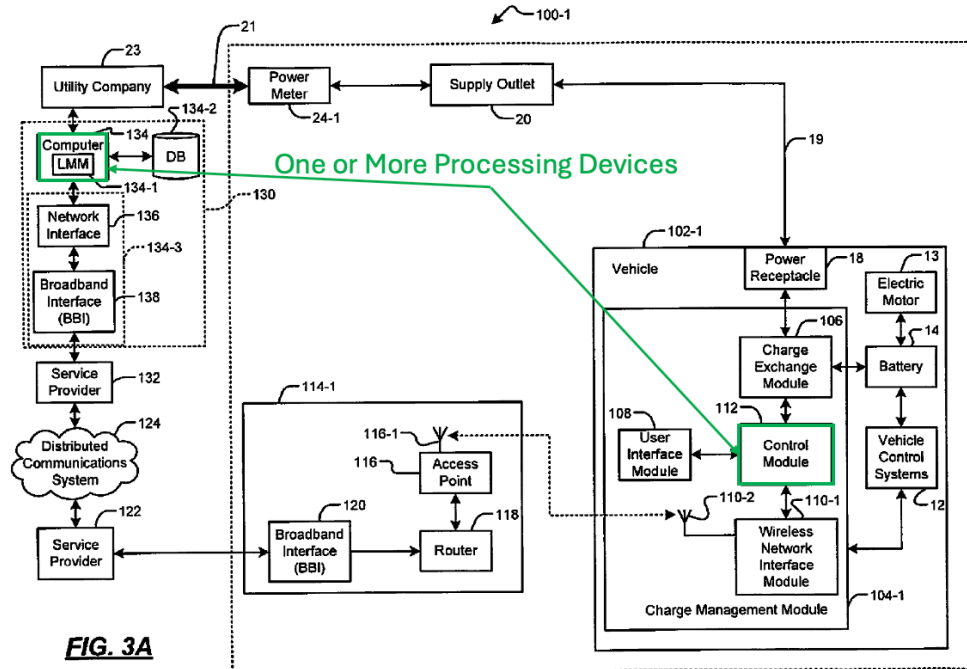 100-1
21
23
Utility Company
Power
Meter
24-1
Supply Outlet
20
134-2
134
Computer
LMM
134-1
DB
One or More Processing Devices
19
130
Network
Interface
136
134-3
Broadband
Interface
(BBI)
138
102-1
Vehicle
Power
Receptacle
18
13
Electric
Motor
106
Charge
Exchange
Module
14
Battery
Service
Provider
132
114-1
124
Distributed
Communications
System
116-1
116
Access
Point
108
User
Interface
Module
112
Control
Module
Vehicle
Control
Systems
12
110-2
110-1
122
Service
Provider
120
Broadband
Interface
(BBI)
118
Router
Wireless
Network
Interface
Module
Charge Management Module
104-1
FIG. 3A